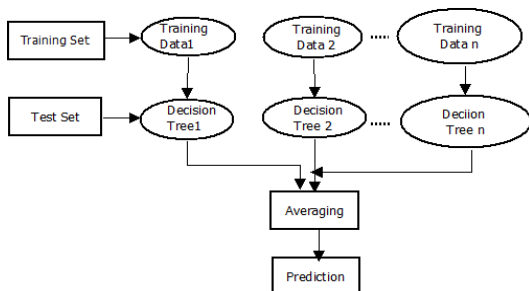 Training Set
Training
Data1
Training
Data 2
Training
Data n
Test Set
Decision
Tree1
Decision
Tree 2
Deciion
Tree n
Averaging
Prediction